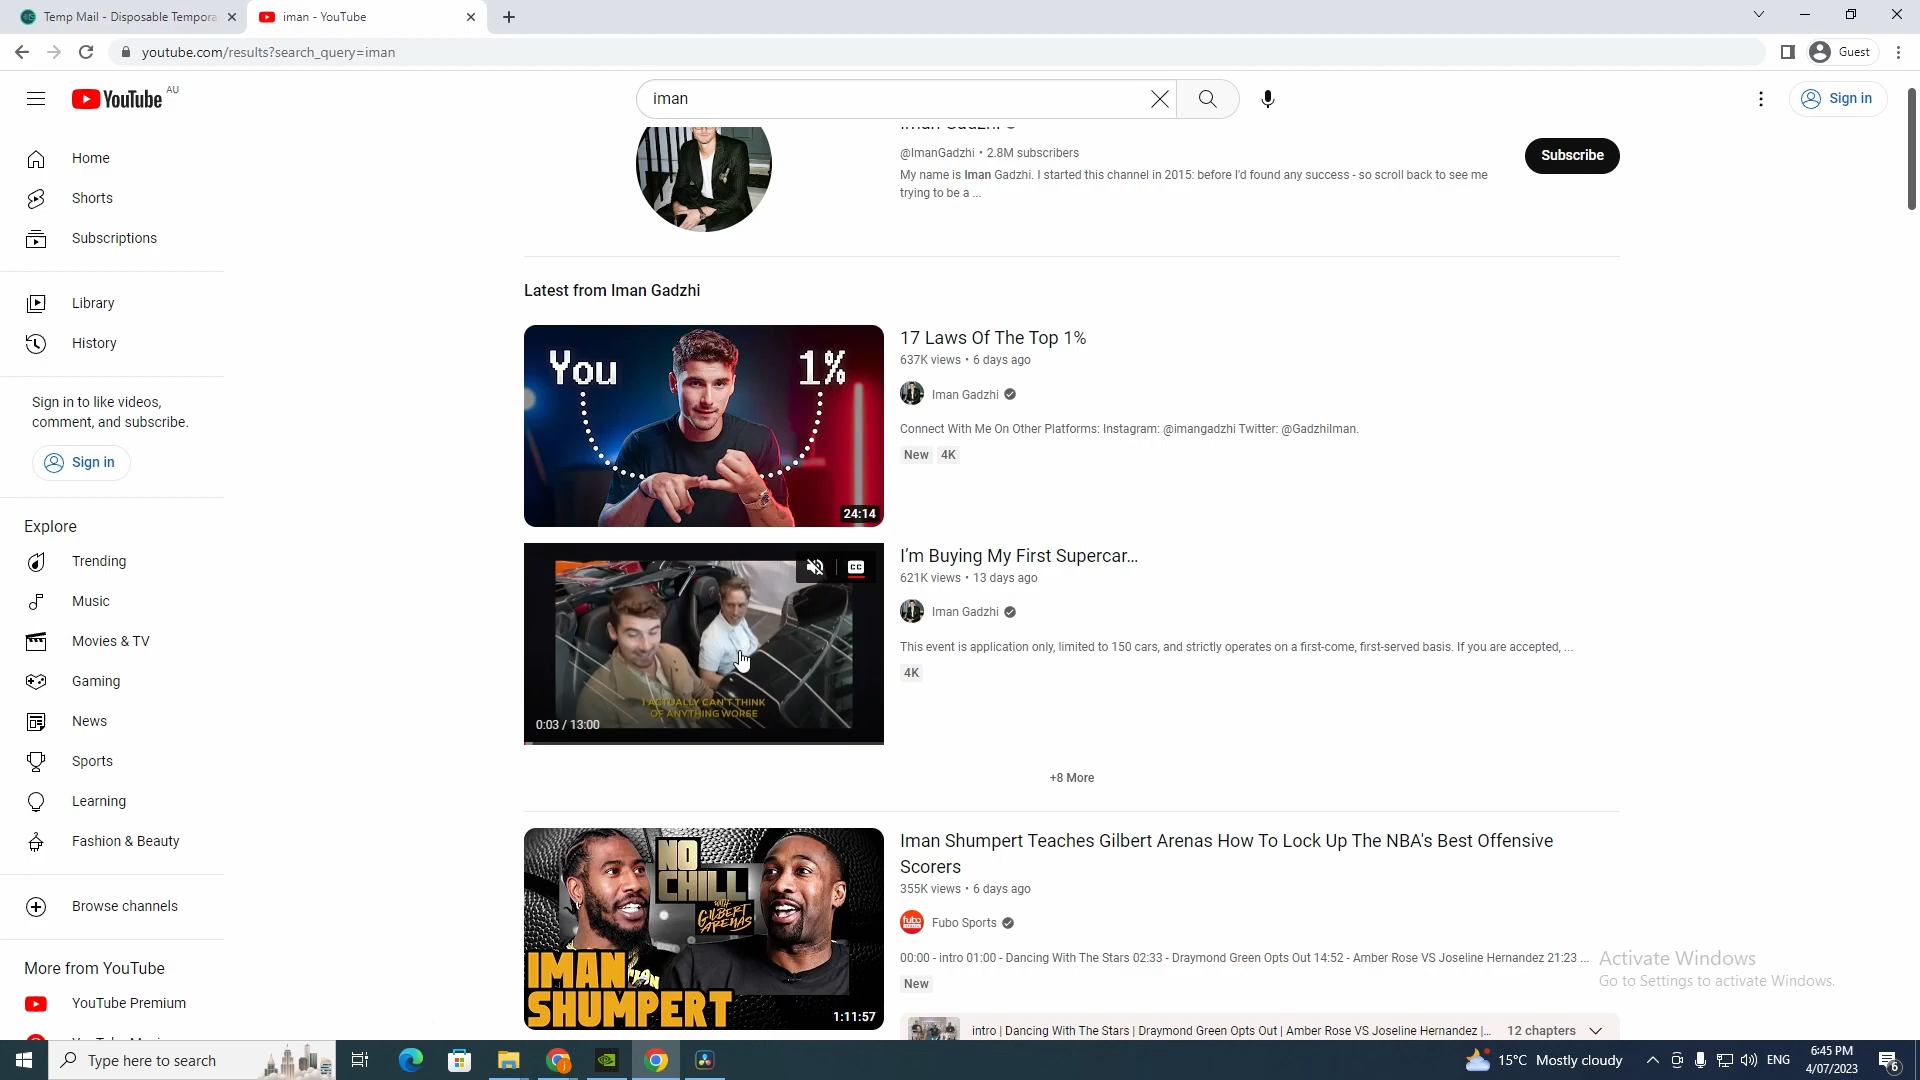 Temp Mail - Disposable Tempora
iman - YouTube
youtube.com/results?search_query=iman
Guest
YouTube
AU
iman
Sign in
Home
Shorts
Subscriptions
Library
History
Sign in to like videos,
comment, and subscribe.
Sign in
Explore
Trending
Music
Movies & TV
Gaming
News
Sports
Learning
Fashion & Beauty
Browse channels
More from YouTube
YouTube Premium
@ImanGadzhi • 2.8M subscribers
My name is Iman Gadzhi. I started this channel in 2015: before I'd found any success - so scroll back to see me
trying to be a ...
Subscribe
Latest from Iman Gadzhi
You
1%
24:14
17 Laws Of The Top 1%
637K views • 6 days ago
Iman Gadzhi
Connect With Me On Other Platforms: Instagram: @imangadzhi Twitter: @GadzhiIman.
New
4K
CC
I ACTUALLY CAN'T THINK
OF ANYTHING WORSE
0:03 / 13:00
I’m Buying My First Supercar…
621K views • 13 days ago
Iman Gadzhi
This event is application only, limited to 150 cars, and strictly operates on a first-come, first-served basis. If you are accepted, ...
4K
+8 More
NO
CHILL
WITH
GILBERT
ARENAS
IMAN
SHUMPERT
1:11:57
Iman Shumpert Teaches Gilbert Arenas How To Lock Up The NBA's Best Offensive
Scorers
355K views • 6 days ago
fubo
Fubo Sports
00:00 - intro 01:00 - Dancing With The Stars 02:33 - Draymond Green Opts Out 14:52 - Amber Rose VS Joseline Hernandez 21:23 ...
New
intro | Dancing With The Stars | Draymond Green Opts Out | Amber Rose VS Joseline Hernandez |...
12 chapters
Activate Windows
Go to Settings to activate Windows.
Type here to search
15°C Mostly cloudy
ENG
6:45 PM
4/07/2023
6